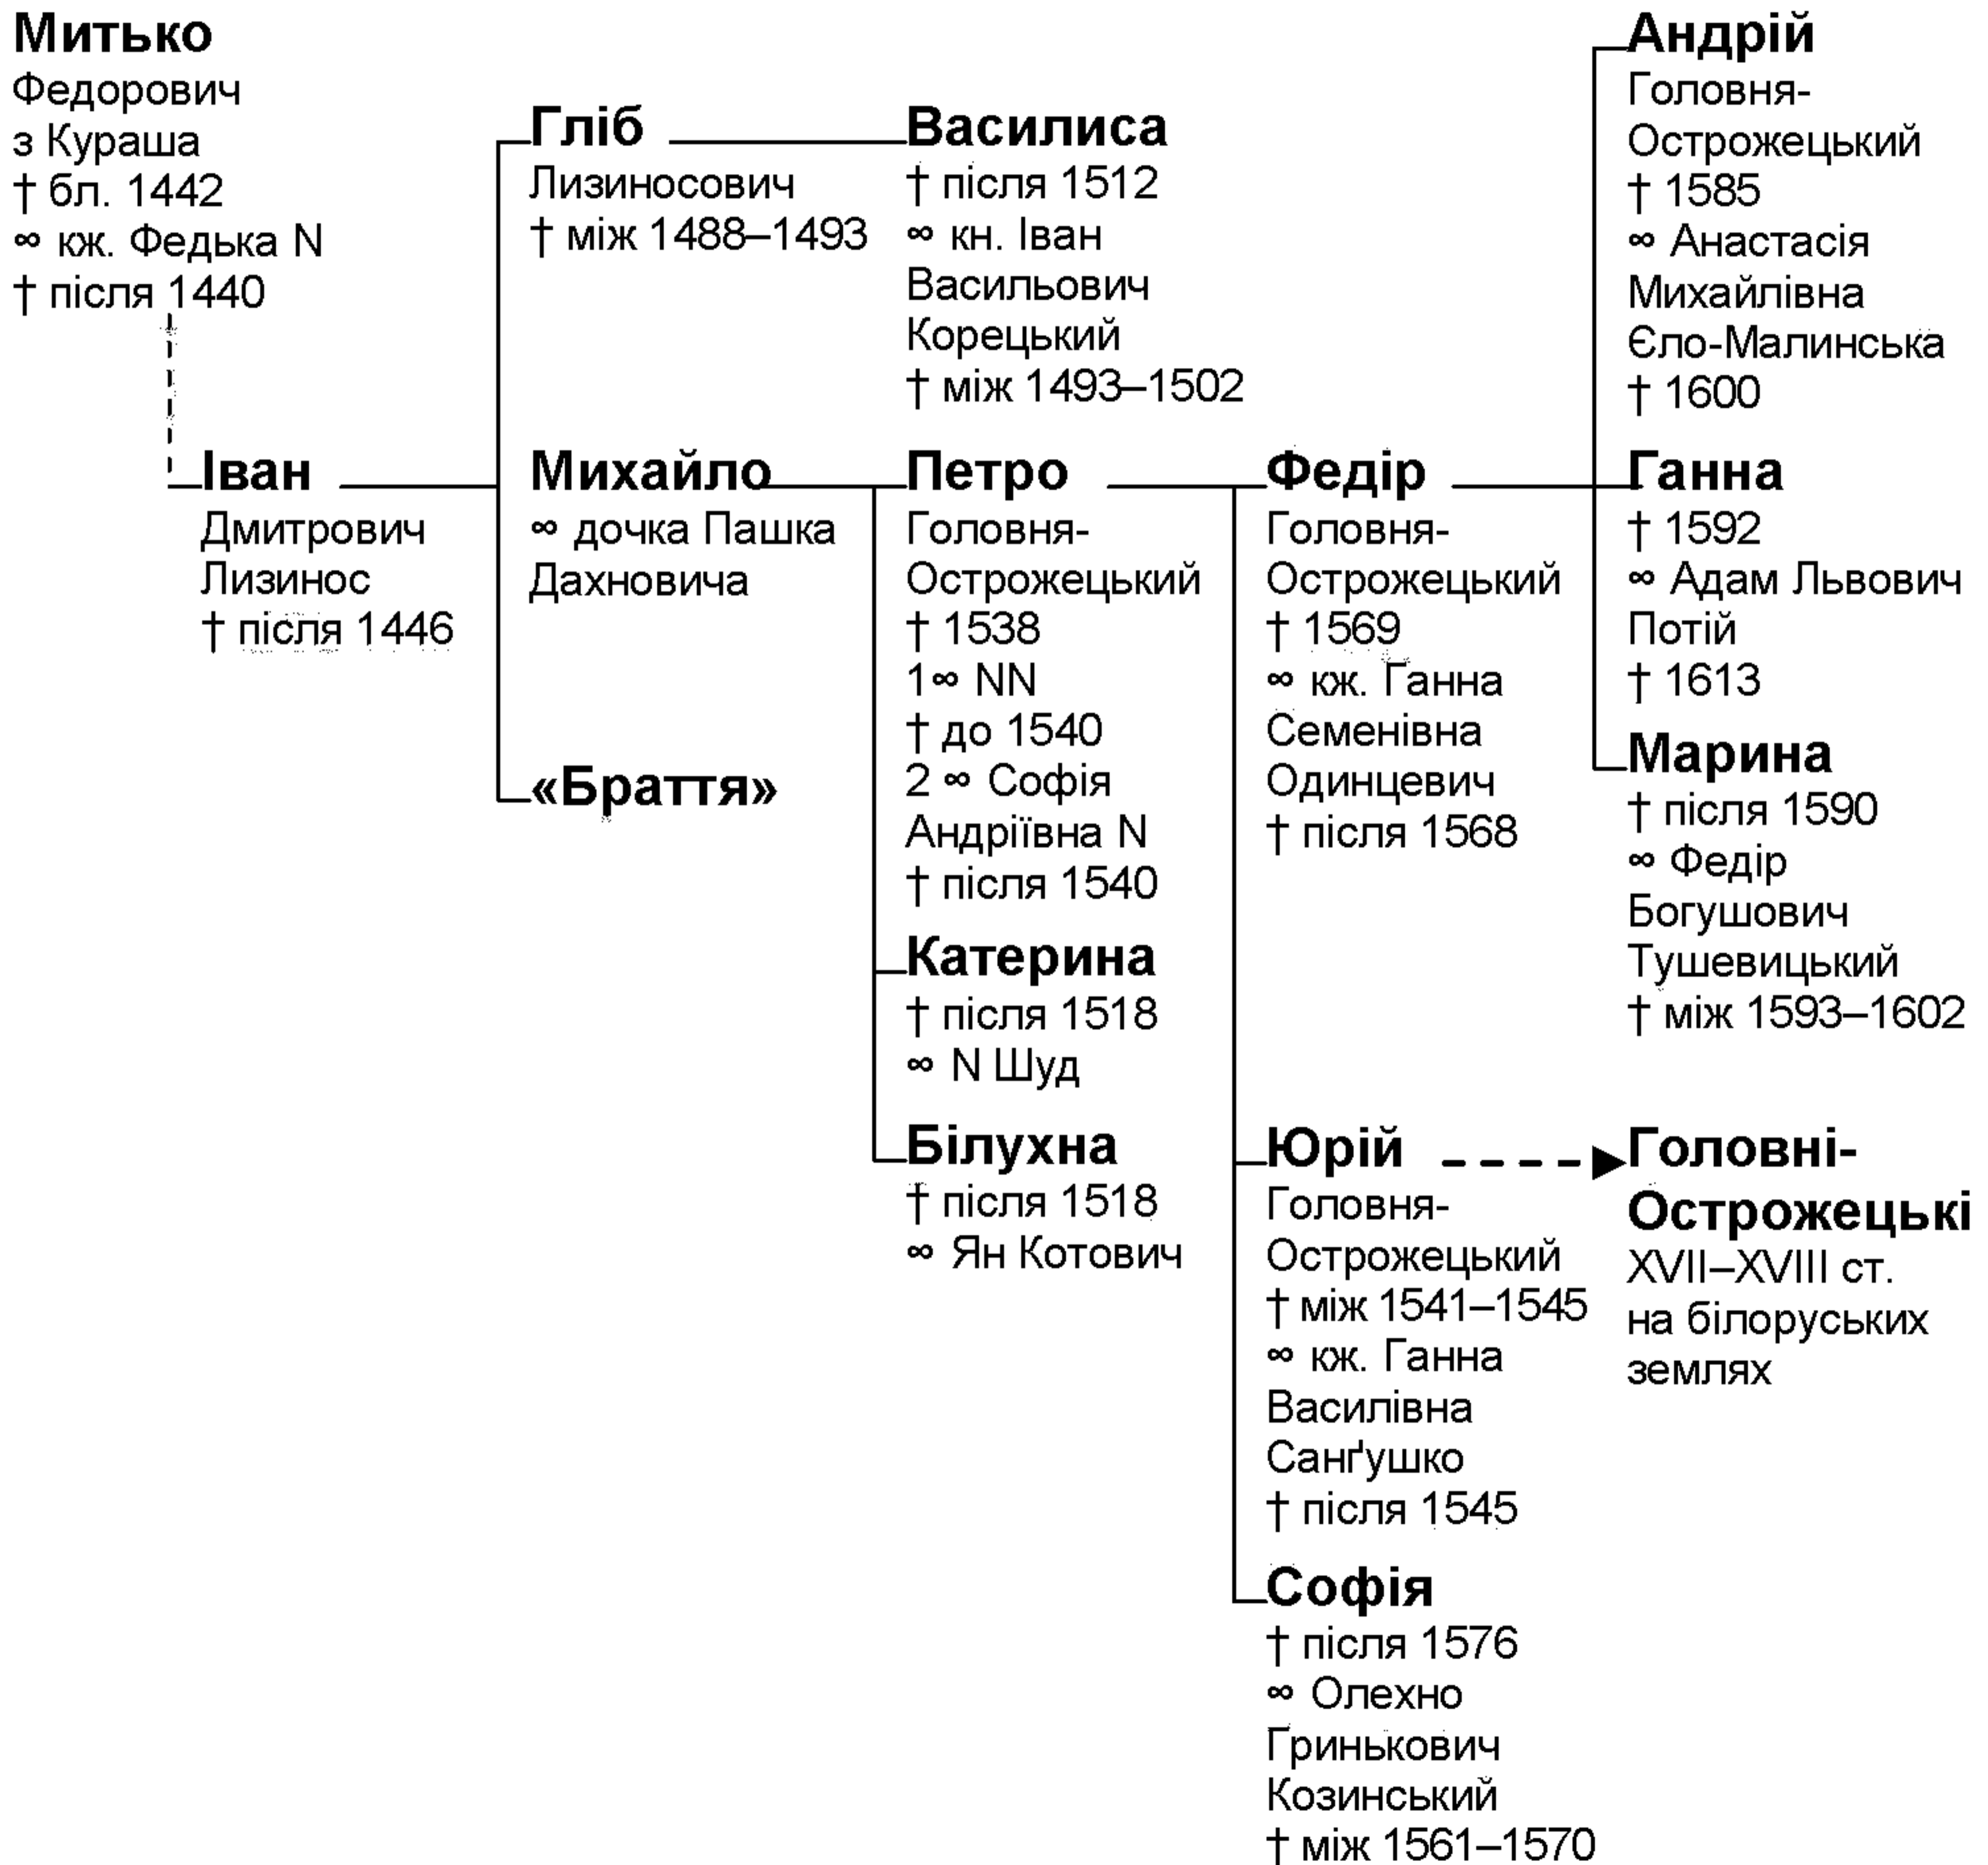 Митько
Федорович
з Кураша
† бл. 1442
∞ кж. Федька N
† після 1440
Іван
Дмитрович
Лизинос
† після 1446
Гліб
Лизиносович
† між 1488–1493
Михайло
∞ дочка Пашка
Дахновича
«Браття»
Василиса
† після 1512
∞ кн. Іван
Васильович
Корецький
† між 1493–1502
Петро
Головня-
Острожецький
† 1538
1∞ NN
† до 1540
2 ∞ Софія
Андріївна N
† після 1540
Катерина
† після 1518
∞ N Шуд
Білухна
† після 1518
∞ Ян Котович
Федір
Головня-
Острожецький
† 1569
∞ кж. Ганна
Семенівна
Одинцевич
† після 1568
Юрій
Головня-
Острожецький
† між 1541–1545
∞ кж. Ганна
Василівна
Санґушко
† після 1545
Софія
† після 1576
∞ Олехно
Гринькович
Козинський
† між 1561–1570
Андрій
Головня-
Острожецький
† 1585
∞ Анастасія
Михайлівна
Єло-Малинська
† 1600
Ганна
† 1592
∞ Адам Львович
Потій
† 1613
Марина
† після 1590
∞ Федір
Богушович
Тушевицький
† між 1593–1602
Головні-
Острожецькі
XVII–XVIII ст.
на білоруських
землях